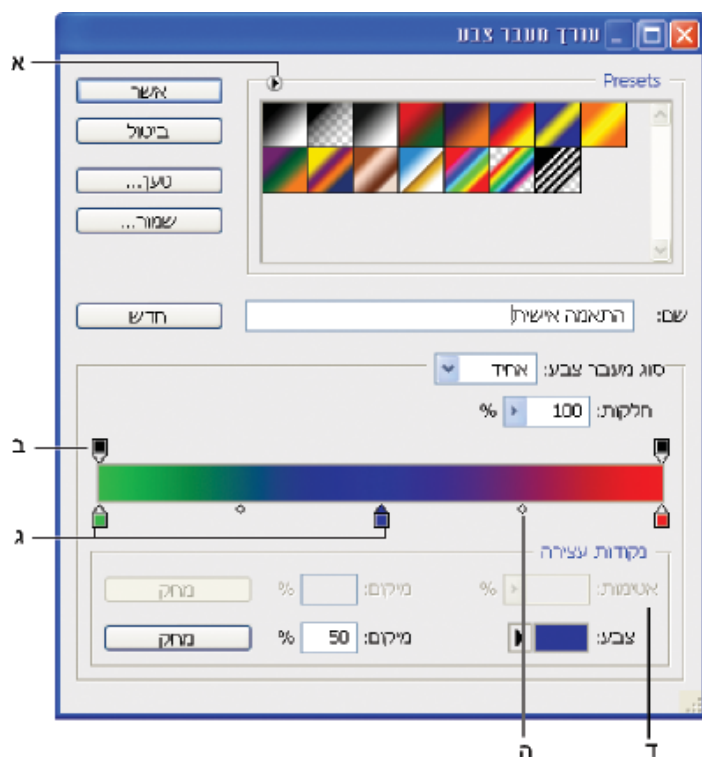 עורך מעבר צבע
א
Presets
אשר
ביטול
טען...
שמור...
שם: התאמה אישית
חדש
סוג מעבר צבע: אחיד
חלקות: 100 %
ב
ג
נקודות עצירה
אטימות: %
מיקום: %
מחק
צבע:
מיקום: 50 %
מחק
ה
ד